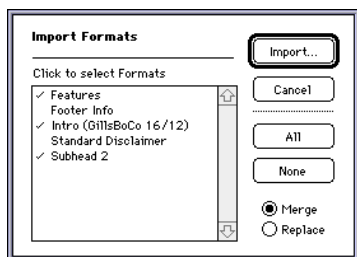 Import Formats
Import...
Click to select Formats
Cancel
✓ Features
Footer Info
✓ Intro (GillsBoCo 16/12)
Standard Disclaimer
✓ Subhead 2
All
None
Merge
Replace